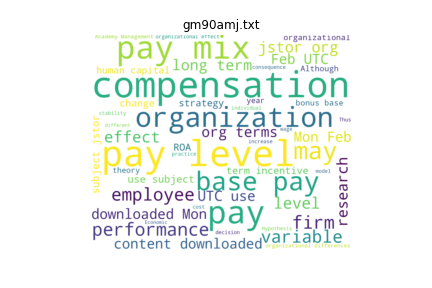 gm90amj.txt
Academy Management organizational effect
organizational
pay mix
jstor org
long term
Feb UTC
human capital
consequence
Although
compensation
change
strategy
year
individual
bonus base
stability
organization
Thus
different
wage
effect
org terms
Mon Feb
subject jstor
ROA
increase
practice
pay level
may
theory
term incentive
model
use subject
base pay
research
employee
UTC use
level
cost
downloaded Mon
pay
firm
Economic
Hypothesis
performance
decision
variable
content downloaded
organizational differences